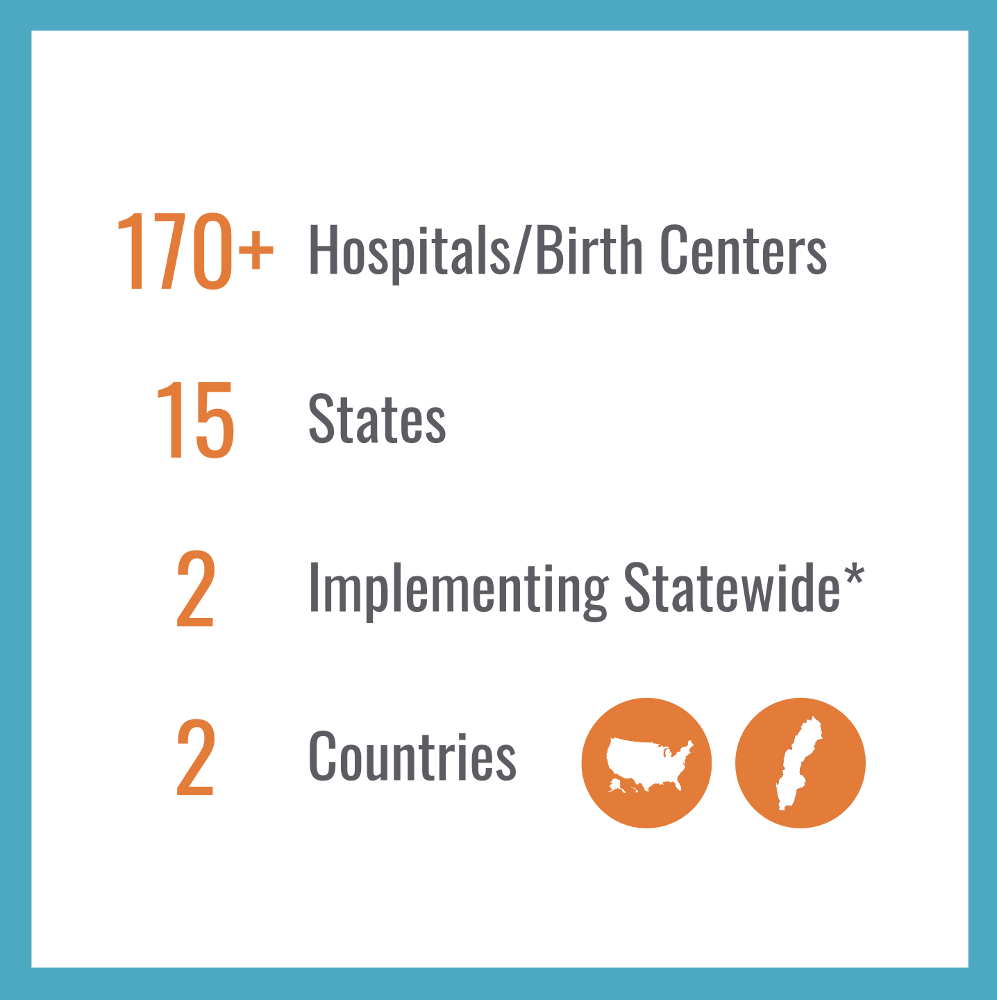 170+ Hospitals/Birth Centers
15 States
2 Implementing Statewide*
2 Countries